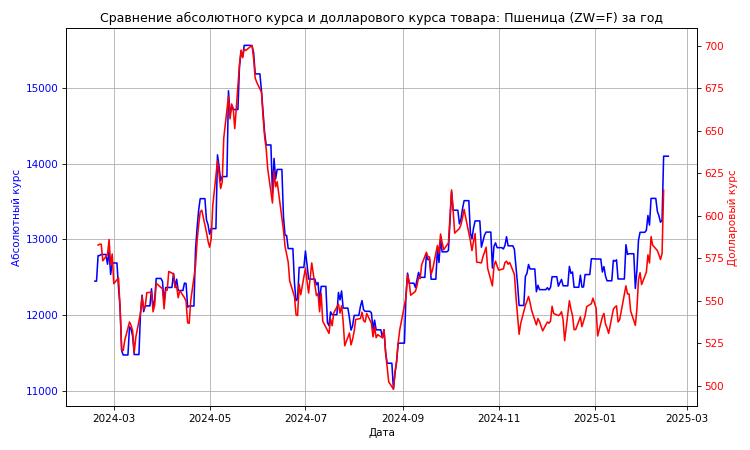 Сравнение абсолютного курса и долларового курса товара: Пшеница (ZW=F) за год
Абсолютный курс
15000
14000
13000
12000
11000
700
675
650
625
600
575
550
525
500
Долларовый курс
2024-03 2024-05 2024-07 2024-09 2024-11 2025-01 2025-03
Дата